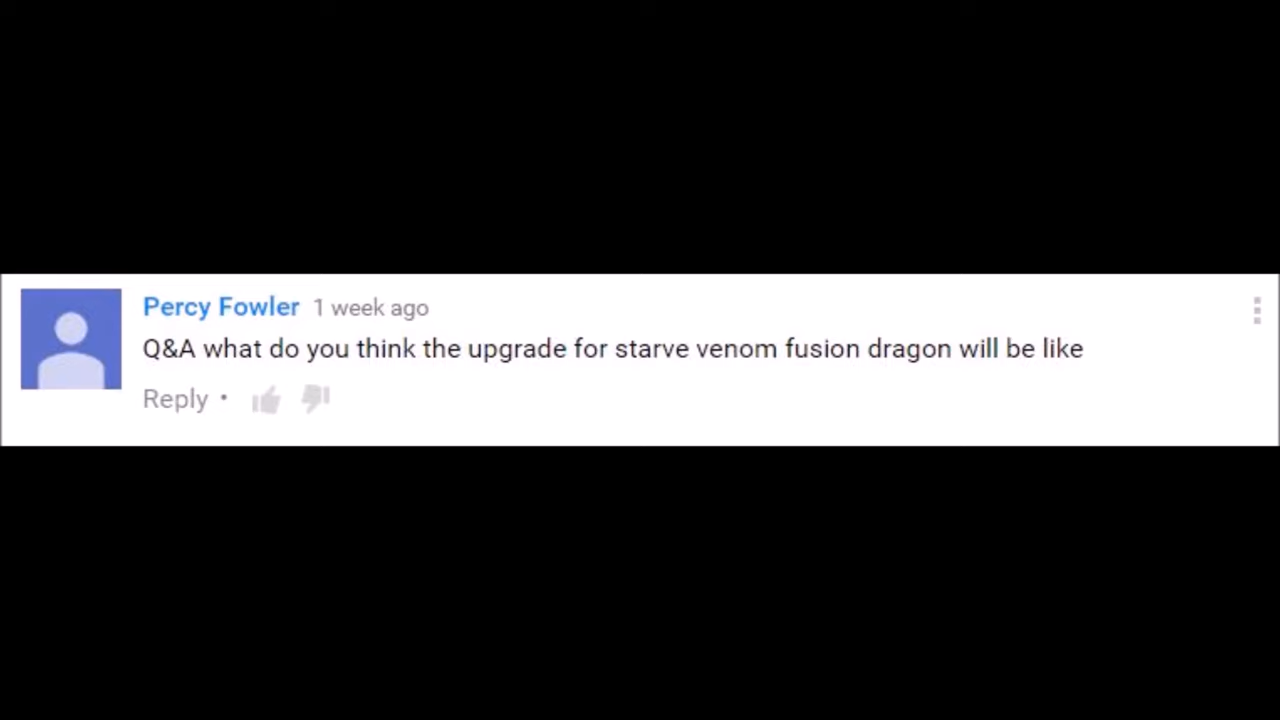 Percy Fowler 1 week ago
Q&A what do you think the upgrade for starve venom fusion dragon will be like
Reply •